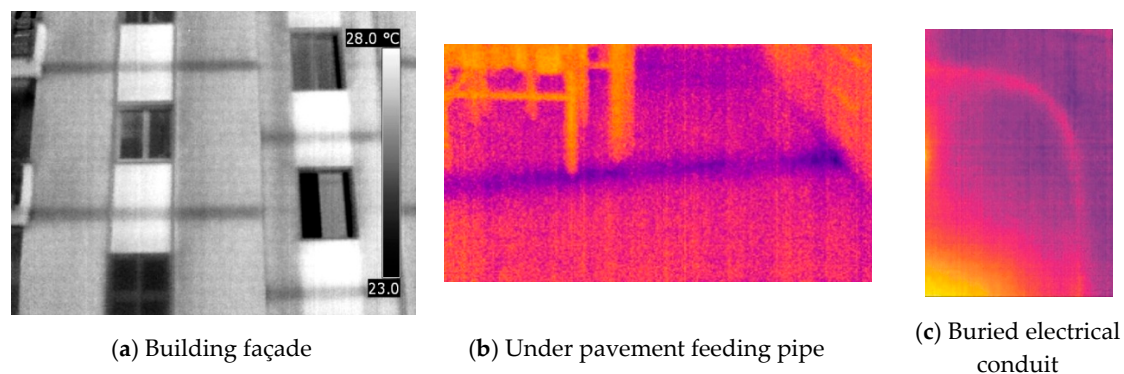 28.0 °C
23.0
(a) Building façade
(b) Under pavement feeding pipe
(c) Buried electrical
conduit